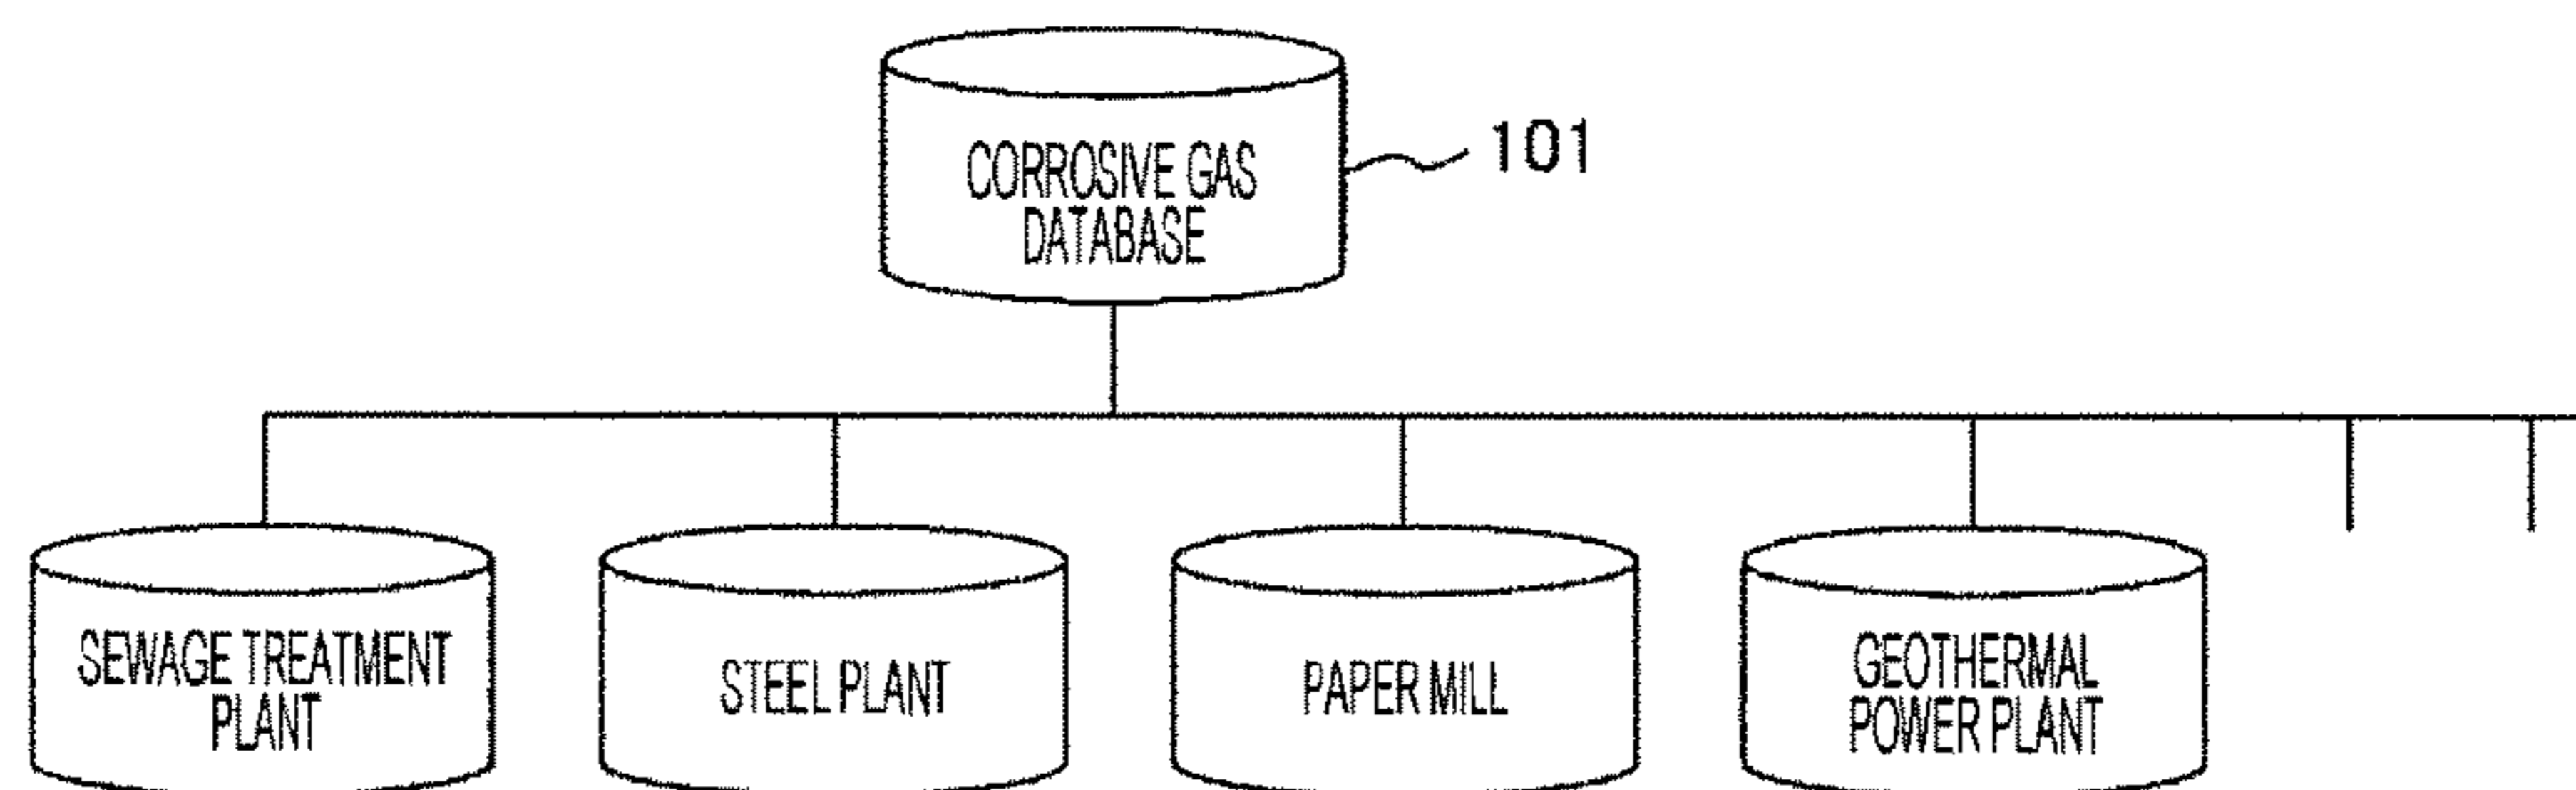 CORROSIVE GAS
DATABASE
101
SEWAGE TREATMENT
PLANT
STEEL PLANT
PAPER MILL
GEOTHERMAL
POWER PLANT